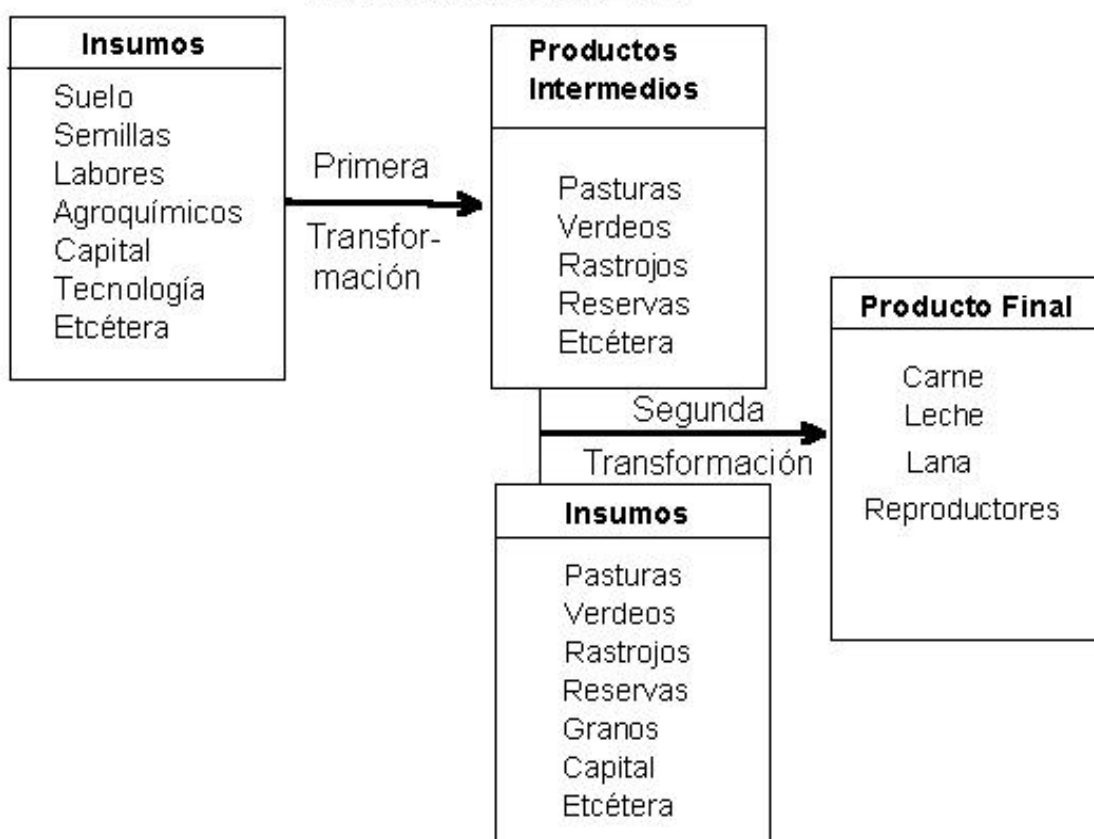 Insumos
Suelo
Semillas
Labores
Agroquímicos
Capital
Tecnología
Etcétera
Primera
Transfor-
mación
Productos
Intermedios
Pasturas
Verdeos
Rastrojos
Reservas
Etcétera
Segunda
Transformación
Insumos
Pasturas
Verdeos
Rastrojos
Reservas
Granos
Capital
Etcétera
Producto Final
Carne
Leche
Lana
Reproductores